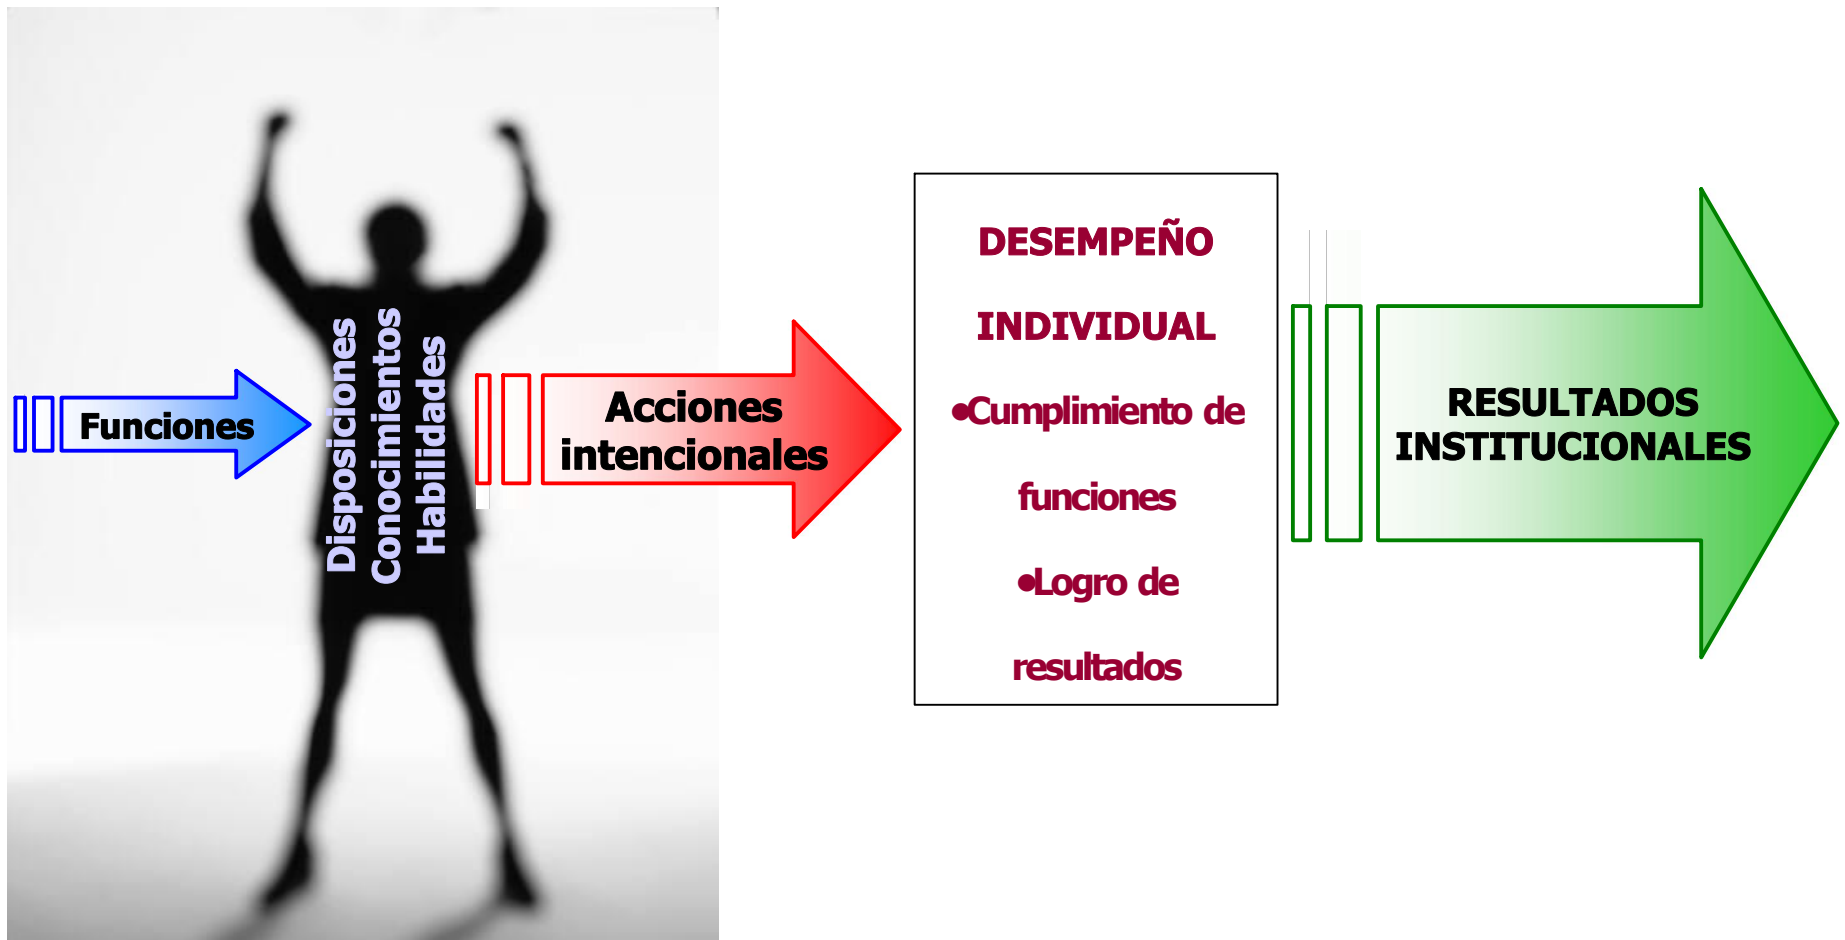 Funciones
Disposiciones
Conocimientos
Habilidades
Acciones
intencionales
DESEMPEÑO
INDIVIDUAL
•Cumplimiento de
funciones
•Logro de
resultados
RESULTADOS
INSTITUCIONALES